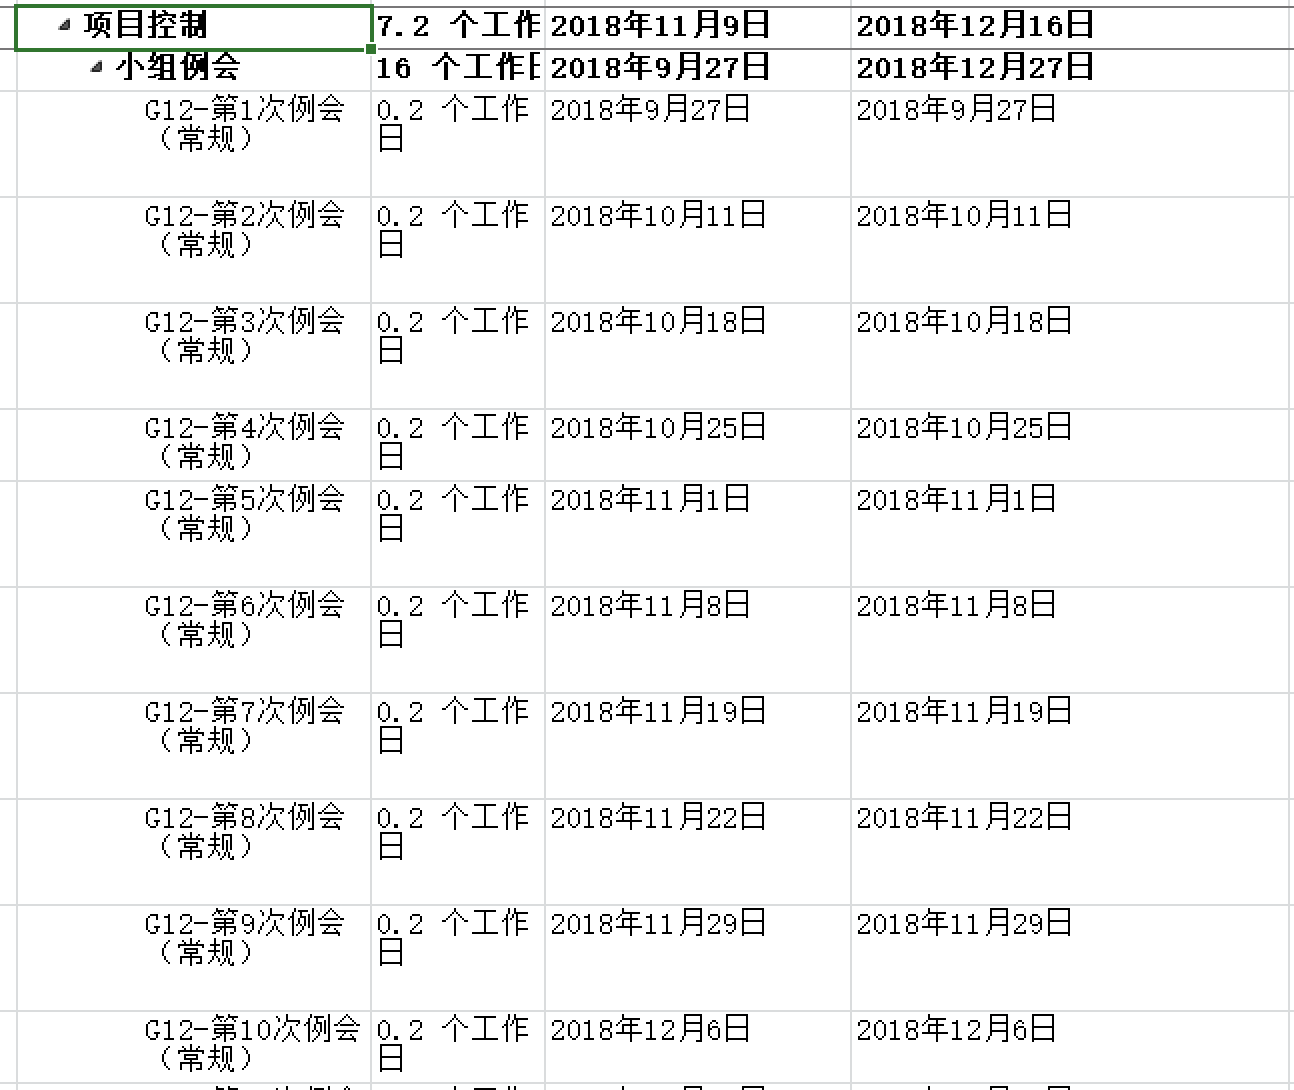 项目控制 7.2 个工作 2018年11月9日 2018年12月16日
小组例会 16 个工作日 2018年9月27日 2018年12月27日
G12-第1次例会 0.2 个工作 2018年9月27日 2018年9月27日
（常规） 日
G12-第2次例会 0.2 个工作 2018年10月11日 2018年10月11日
（常规） 日
G12-第3次例会 0.2 个工作 2018年10月18日 2018年10月18日
（常规） 日
G12-第4次例会 0.2 个工作 2018年10月25日 2018年10月25日
（常规） 日
G12-第5次例会 0.2 个工作 2018年11月1日 2018年11月1日
（常规） 日
G12-第6次例会 0.2 个工作 2018年11月8日 2018年11月8日
（常规） 日
G12-第7次例会 0.2 个工作 2018年11月19日 2018年11月19日
（常规） 日
G12-第8次例会 0.2 个工作 2018年11月22日 2018年11月22日
（常规） 日
G12-第9次例会 0.2 个工作 2018年11月29日 2018年11月29日
（常规） 日
G12-第10次例会 0.2 个工作 2018年12月6日 2018年12月6日
（常规） 日